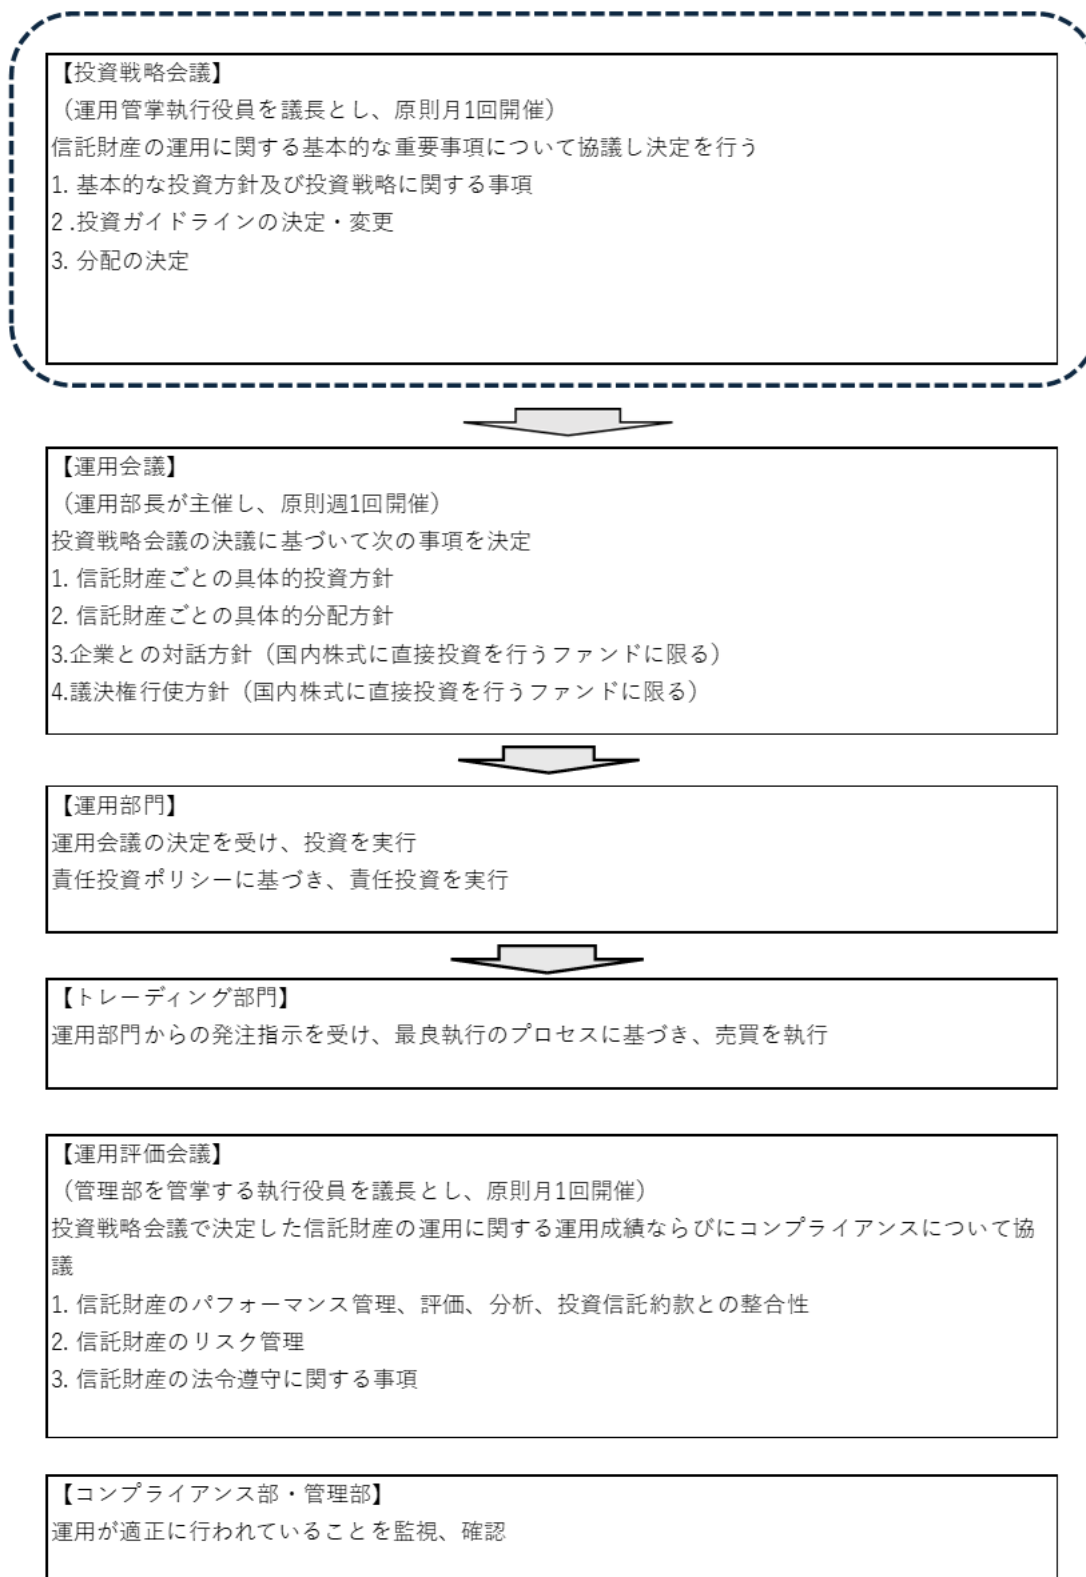 【投資戦略会議】
（運用管掌執行役員を議長とし、原則月1回開催）
信託財産の運用に関する基本的な重要事項について協議し決定を行う
1. 基本的な投資方針及び投資戦略に関する事項
2 .投資ガイドラインの決定・変更
3. 分配の決定
【運用会議】
（運用部長が主催し、原則週1回開催）
投資戦略会議の決議に基づいて次の事項を決定
1. 信託財産ごとの具体的投資方針
2. 信託財産ごとの具体的分配方針
3.企業との対話方針（国内株式に直接投資を行うファンドに限る）
4.議決権行使方針（国内株式に直接投資を行うファンドに限る）
【運用部門】
運用会議の決定を受け、投資を実行
責任投資ポリシーに基づき、責任投資を実行
【トレーディング部門】
運用部門からの発注指示を受け、最良執行のプロセスに基づき、売買を執行
【運用評価会議】
（管理部を管掌する執行役員を議長とし、原則月1回開催）
投資戦略会議で決定した信託財産の運用に関する運用成績ならびにコンプライアンスについて協
議
1. 信託財産のパフォーマンス管理、評価、分析、投資信託約款との整合性
2. 信託財産のリスク管理
3. 信託財産の法令遵守に関する事項
【コンプライアンス部・管理部】
運用が適正に行われていることを監視、確認